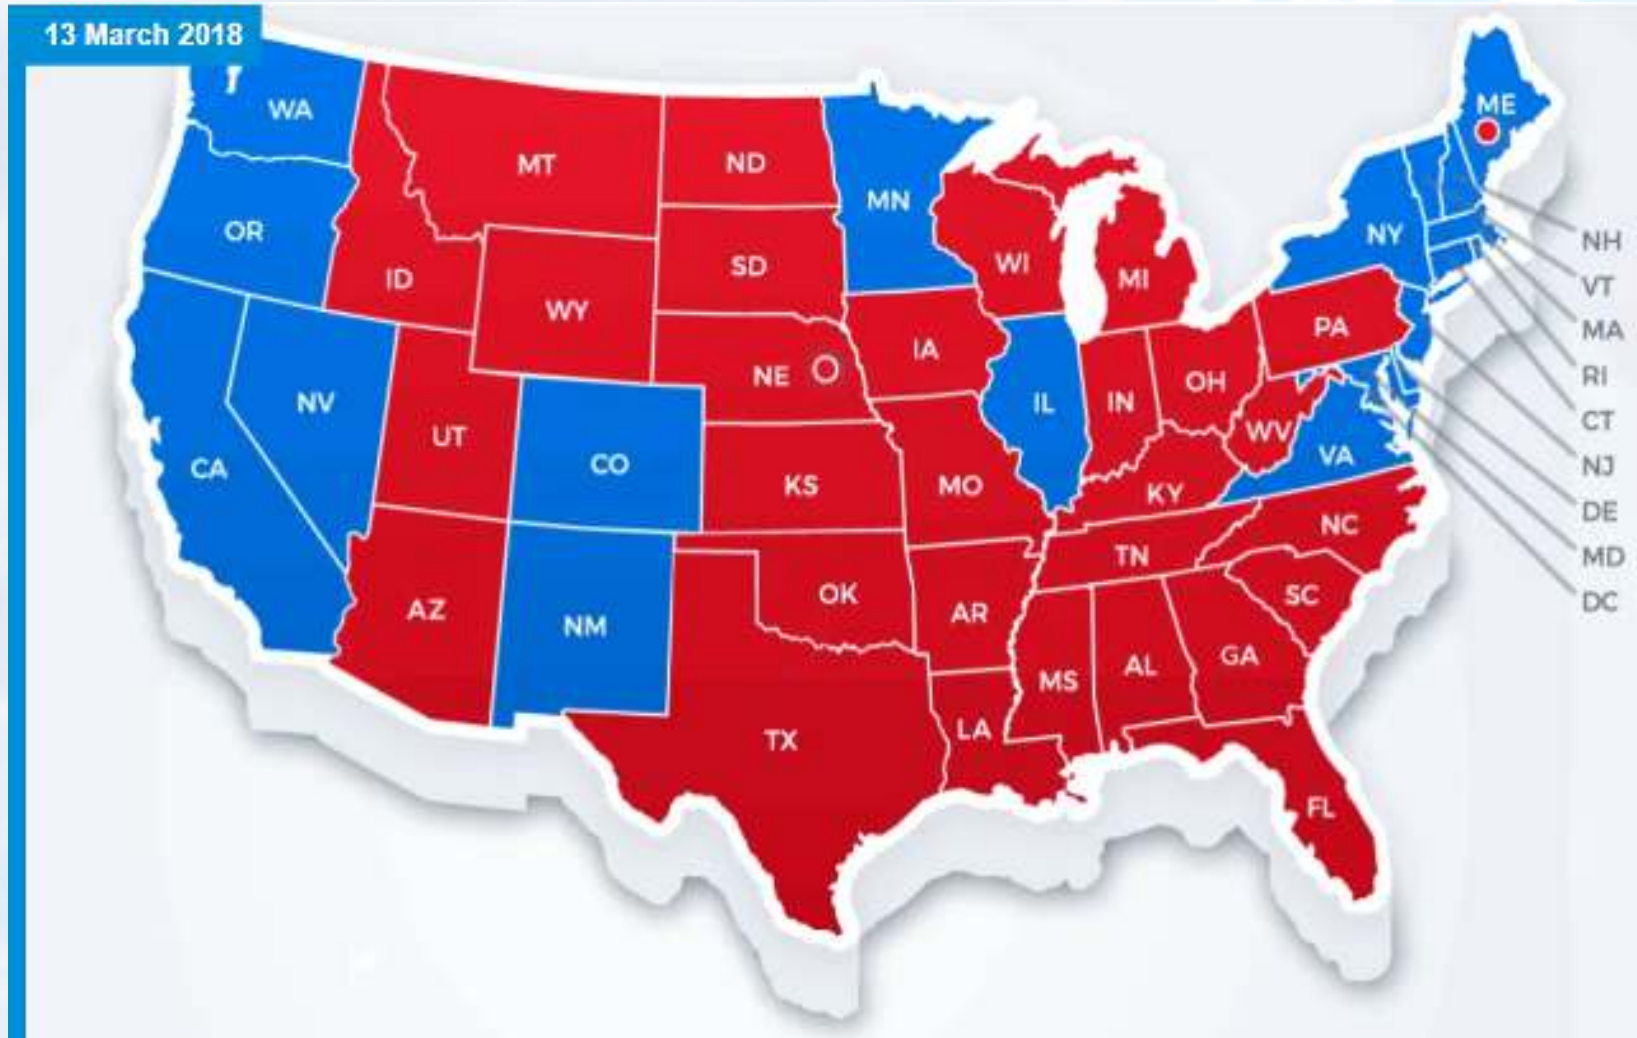 13 March 2018
WA
ME
MT
ND
MN
OR
NY
NH
SD
WI
ID
MI
VT
WY
PA
MA
IA
NE
RI
OH
NV
IL
IN
CT
UT
WV
CO
VA
CA
NJ
KS
MO
KY
DE
NC
TN
MD
OK
SC
DC
AZ
AR
NM
GA
AL
MS
LA
TX
FL